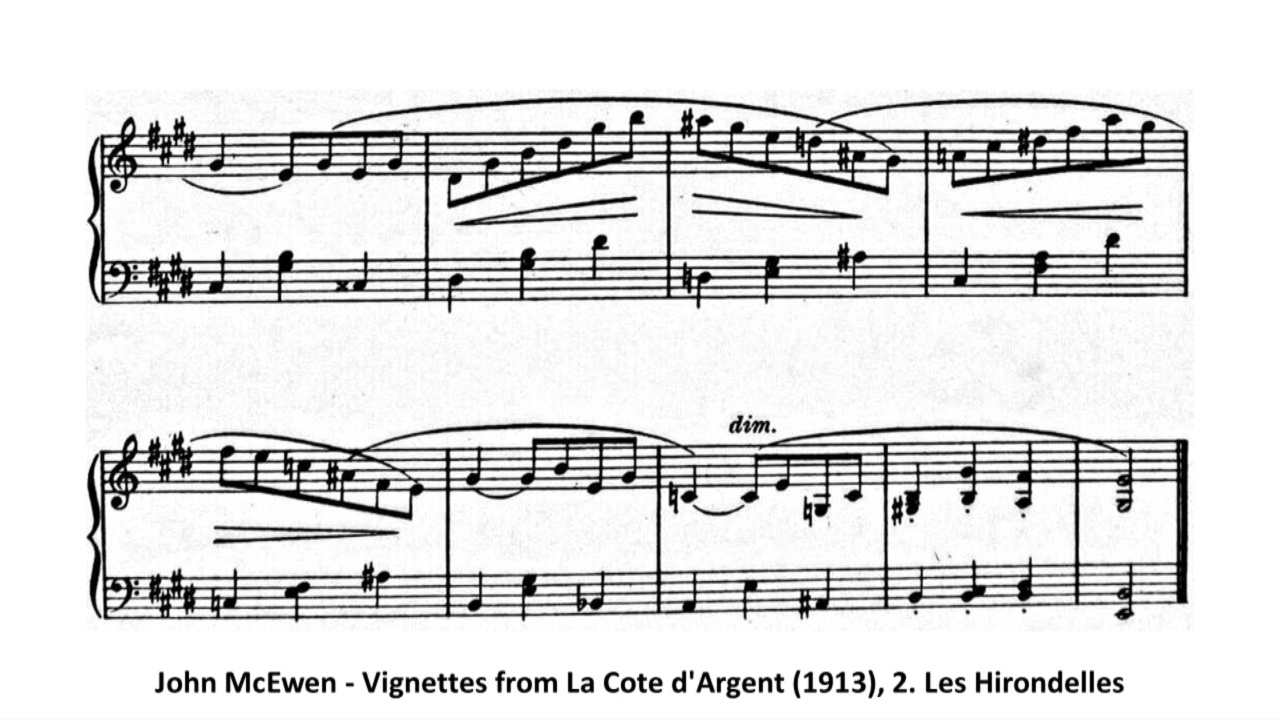 dim.
John McEwen - Vignettes from La Cote d'Argent (1913), 2. Les Hirondelles